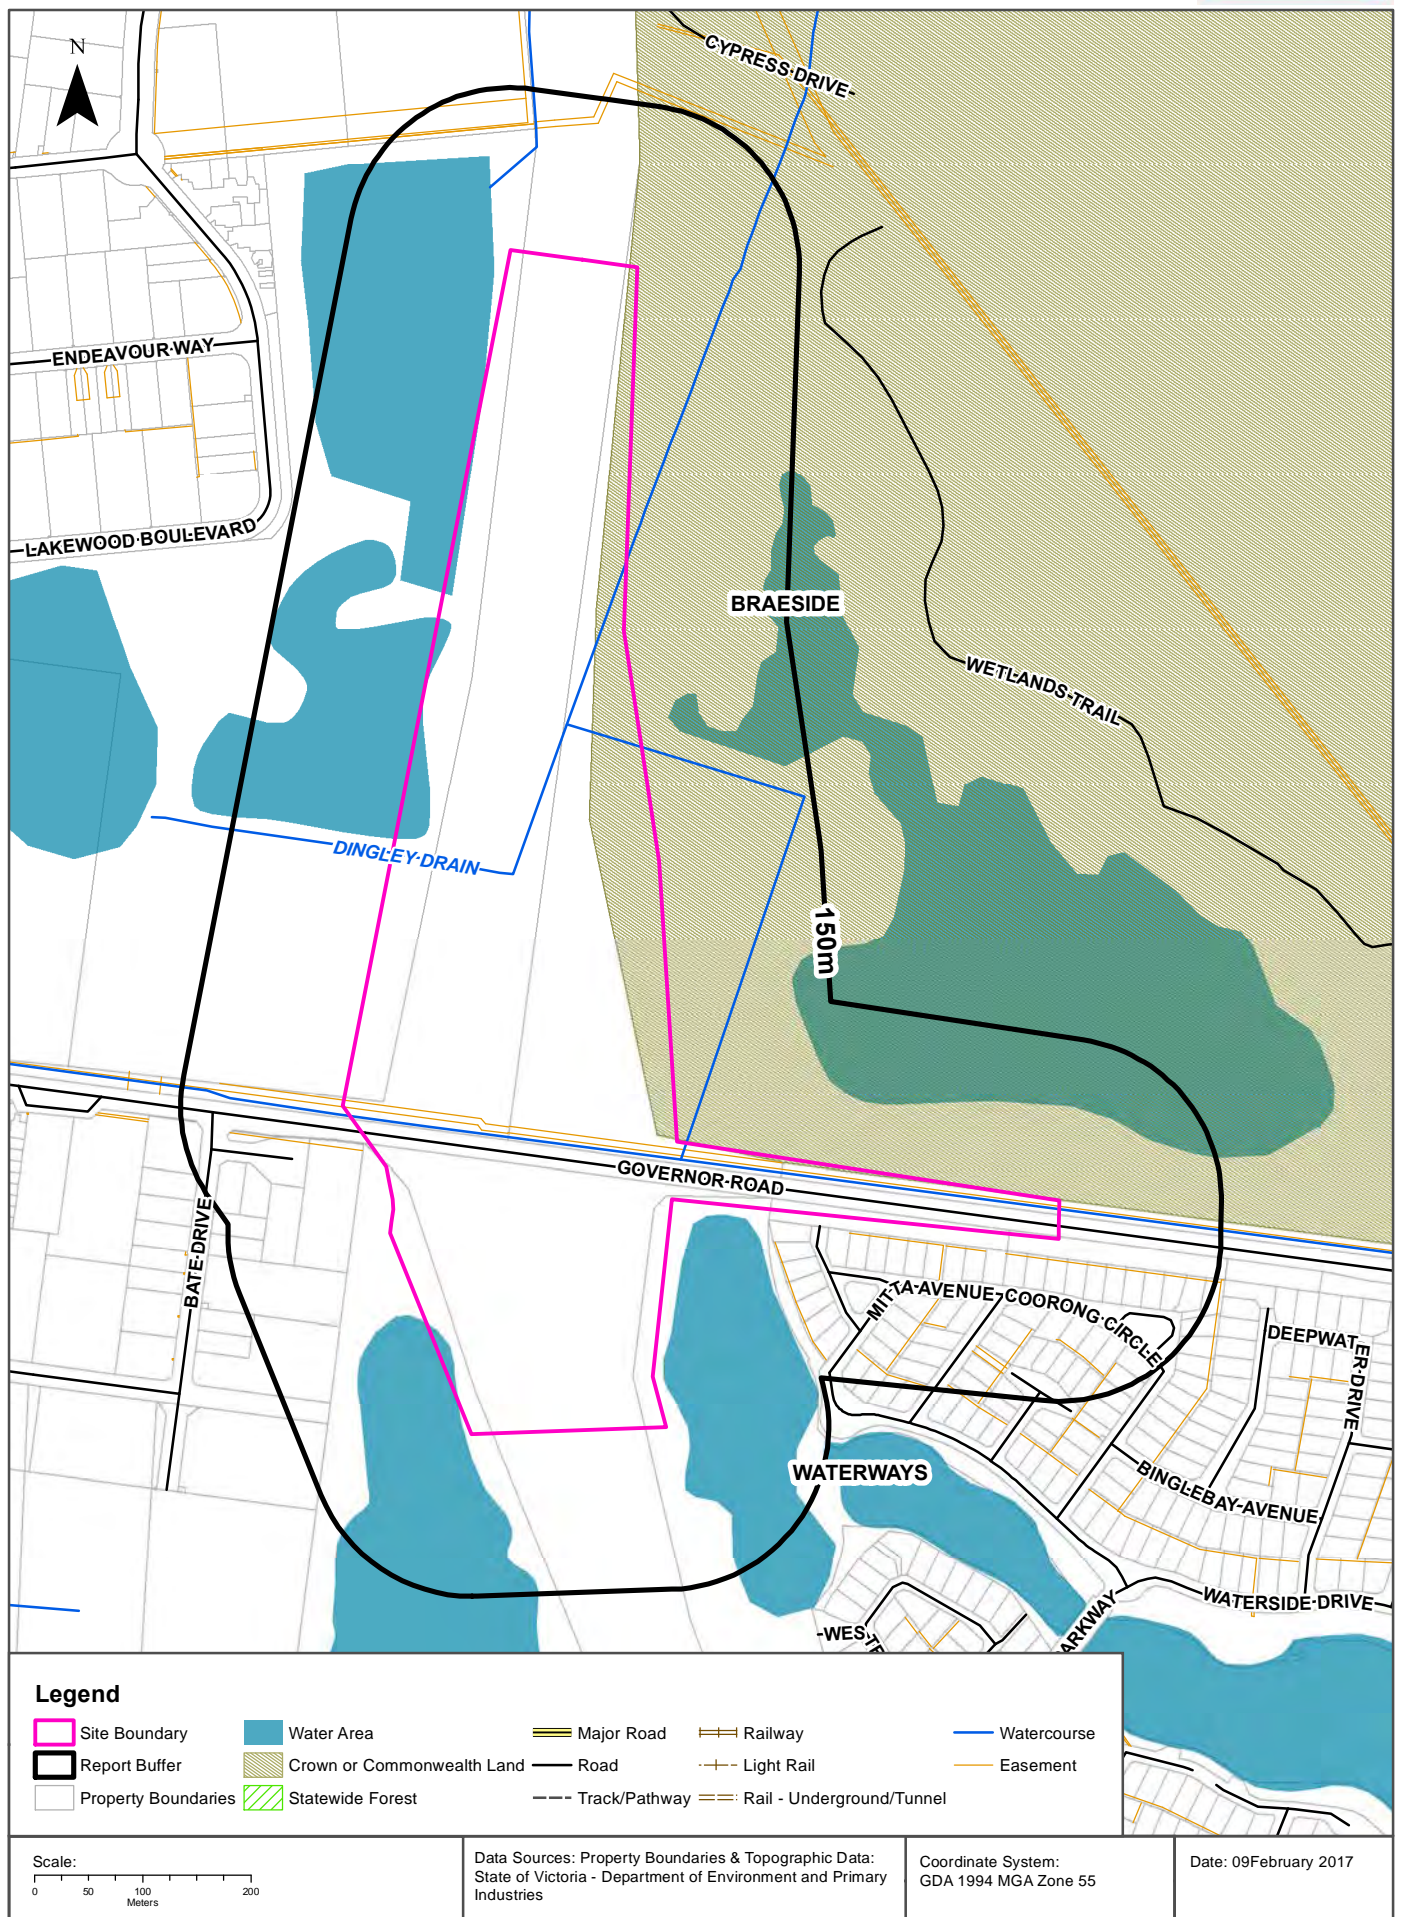 N
CYPRESS DRIVE
ENDEAVOUR WAY
LAKEWOOD BOULEVARD
BRAESIDE
WETLANDS TRAIL
DINGLEY DRAIN
150m
GOVERNOR ROAD
BATE DRIVE
MITTA AVENUE
COORONG CIRCLE
DEEPWATER DRIVE
BINGLEBAY AVENUE
WATERWAYS
WATERSIDE DRIVE
ARKWAY
Legend
Site Boundary
Water Area
Major Road
Railway
Watercourse
Report Buffer
Crown or Commonwealth Land
Road
Light Rail
Easement
Property Boundaries
Statewide Forest
Track/Pathway
Rail - Underground/Tunnel
Scale:
0 50 100 200
Meters
Data Sources: Property Boundaries & Topographic Data:
State of Victoria - Department of Environment and Primary
Industries
Coordinate System:
GDA 1994 MGA Zone 55
Date: 09February 2017